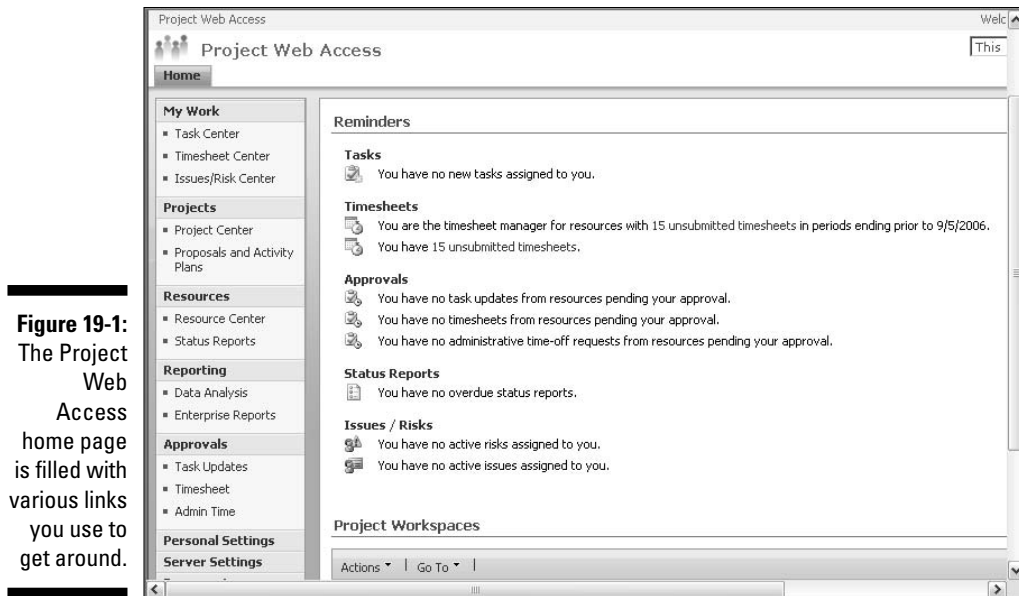 Project Web Access
Welc
Project Web Access
This
Home
My Work
Task Center
Timesheet Center
Issues/Risk Center
Projects
Project Center
Proposals and Activity
Plans
Resources
Resource Center
Status Reports
Reporting
Data Analysis
Enterprise Reports
Approvals
Task Updates
Timesheet
Admin Time
Personal Settings
Server Settings
Reminders
Tasks
You have no new tasks assigned to you.
Timesheets
You are the timesheet manager for resources with 15 unsubmitted timesheets in periods ending prior to 9/5/2006.
You have 15 unsubmitted timesheets.
Approvals
You have no task updates from resources pending your approval.
You have no timesheets from resources pending your approval.
You have no administrative time-off requests from resources pending your approval.
Status Reports
You have no overdue status reports.
Issues / Risks
You have no active risks assigned to you.
You have no active issues assigned to you.
Project Workspaces
Actions | Go To |
Figure 19-1:
The Project
Web
Access
home page
is filled with
various links
you use to
get around.